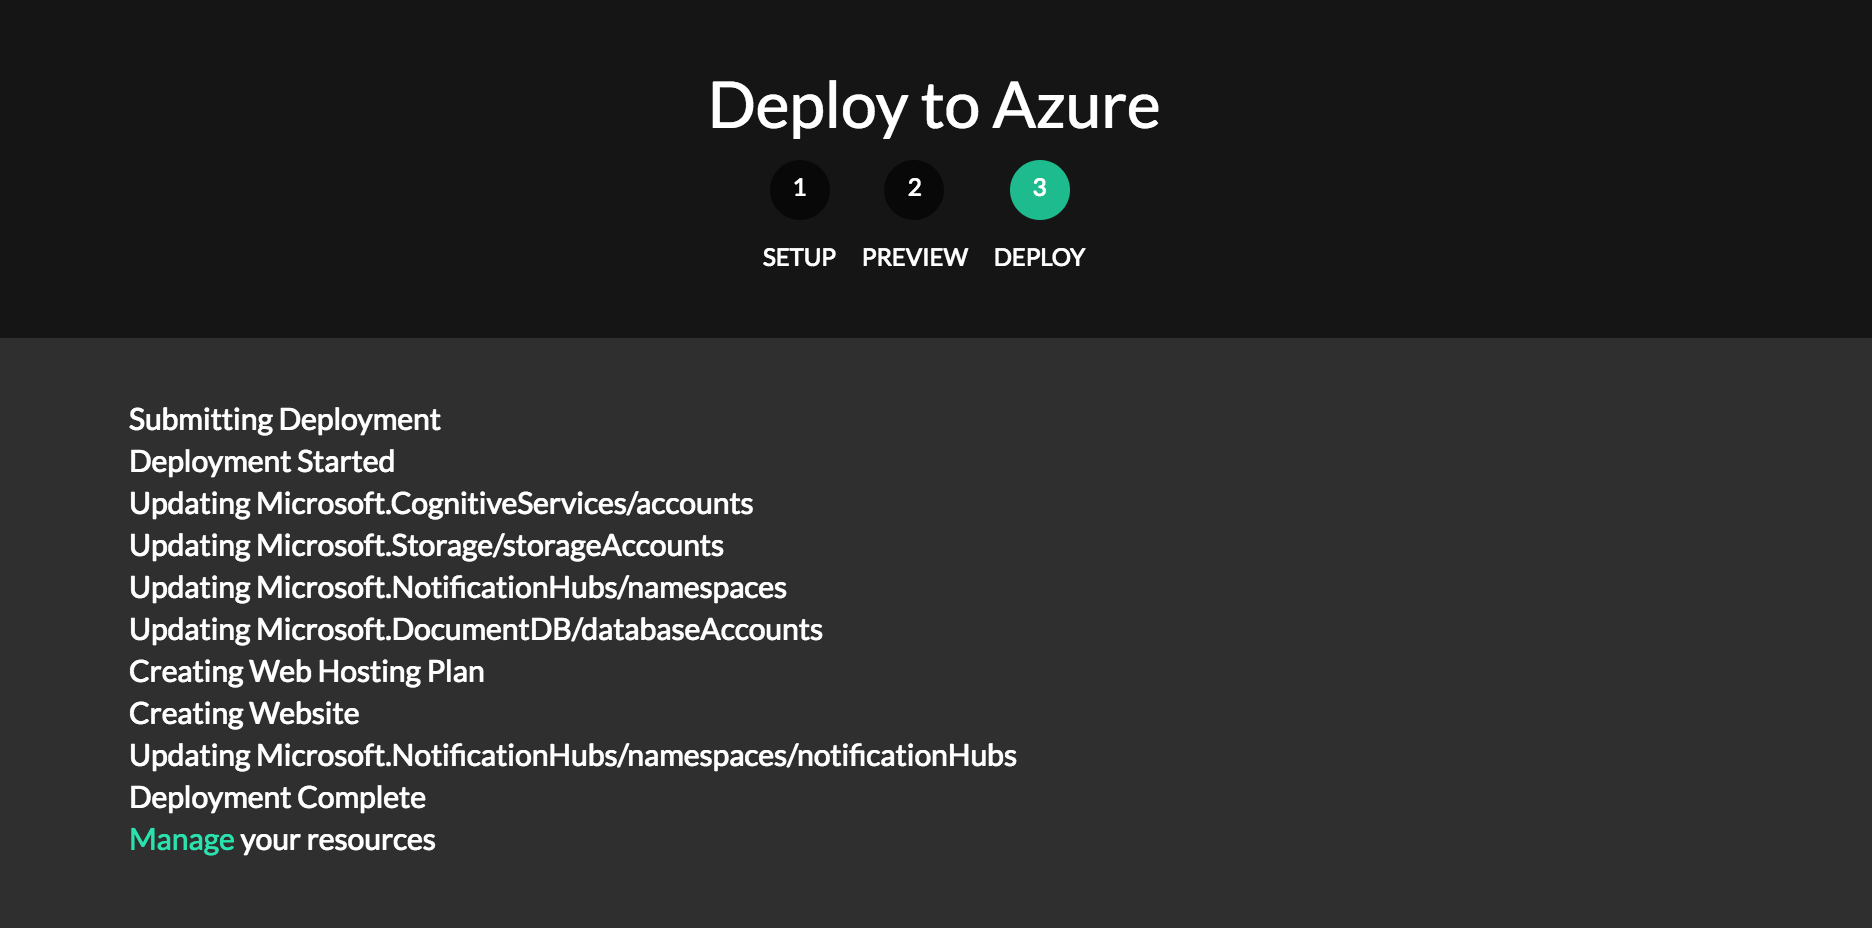 Deploy to Azure
1 2 3
SETUP PREVIEW DEPLOY
Submitting Deployment
Deployment Started
Updating Microsoft.CognitiveServices/accounts
Updating Microsoft.Storage/storageAccounts
Updating Microsoft.NotificationHubs/namespaces
Updating Microsoft.DocumentDB/databaseAccounts
Creating Web Hosting Plan
Creating Website
Updating Microsoft.NotificationHubs/namespaces/notificationHubs
Deployment Complete
Manage your resources